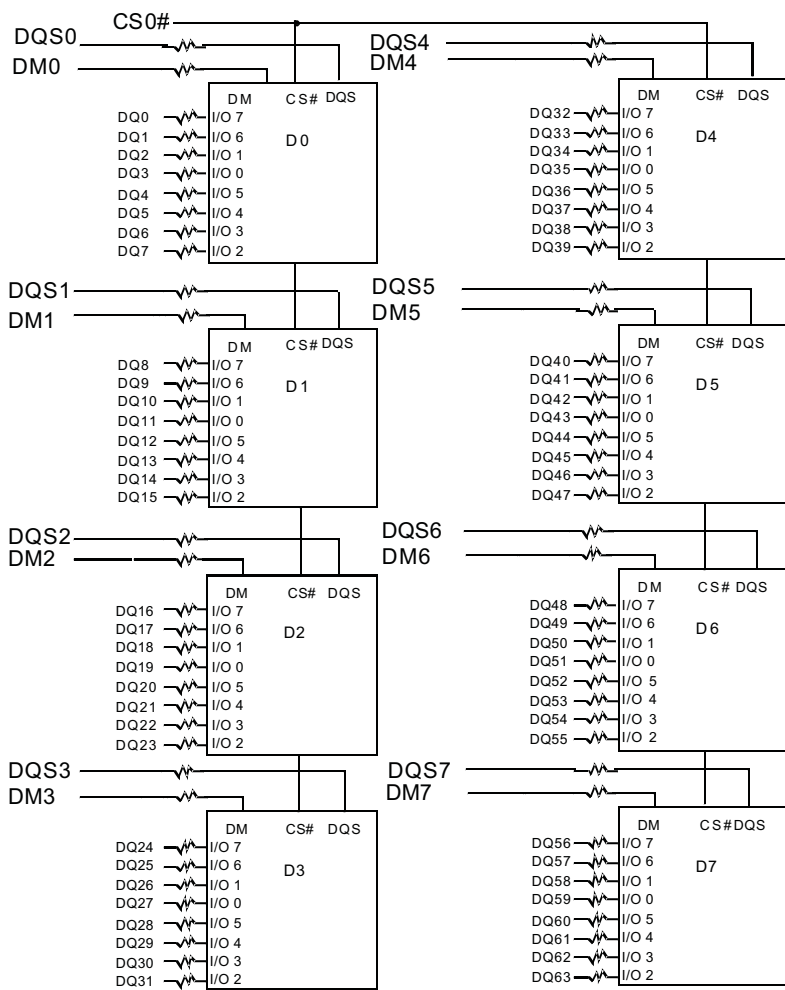 CS0#
DQS0
DM0
DM CS# DQS
D0
DQ0 I/O 7
DQ1 I/O 6
DQ2 I/O 1
DQ3 I/O 0
DQ4 I/O 5
DQ5 I/O 4
DQ6 I/O 3
DQ7 I/O 2
DQS1
DM1
DM CS# DQS
D1
DQ8 I/O 7
DQ9 I/O 6
DQ10 I/O 1
DQ11 I/O 0
DQ12 I/O 5
DQ13 I/O 4
DQ14 I/O 3
DQ15 I/O 2
DQS2
DM2
DM CS# DQS
D2
DQ16 I/O 7
DQ17 I/O 6
DQ18 I/O 1
DQ19 I/O 0
DQ20 I/O 5
DQ21 I/O 4
DQ22 I/O 3
DQ23 I/O 2
DQS3
DM3
DM CS# DQS
D3
DQ24 I/O 7
DQ25 I/O 6
DQ26 I/O 1
DQ27 I/O 0
DQ28 I/O 5
DQ29 I/O 4
DQ30 I/O 3
DQ31 I/O 2
DQS4
DM4
DM CS# DQS
D4
DQ32 I/O 7
DQ33 I/O 6
DQ34 I/O 1
DQ35 I/O 0
DQ36 I/O 5
DQ37 I/O 4
DQ38 I/O 3
DQ39 I/O 2
DQS5
DM5
DM CS# DQS
D5
DQ40 I/O 7
DQ41 I/O 6
DQ42 I/O 1
DQ43 I/O 0
DQ44 I/O 5
DQ45 I/O 4
DQ46 I/O 3
DQ47 I/O 2
DQS6
DM6
DM CS# DQS
D6
DQ48 I/O 7
DQ49 I/O 6
DQ50 I/O 1
DQ51 I/O 0
DQ52 I/O 5
DQ53 I/O 4
DQ54 I/O 3
DQ55 I/O 2
DQS7
DM7
DM CS# DQS
D7
DQ56 I/O 7
DQ57 I/O 6
DQ58 I/O 1
DQ59 I/O 0
DQ60 I/O 5
DQ61 I/O 4
DQ62 I/O 3
DQ63 I/O 2